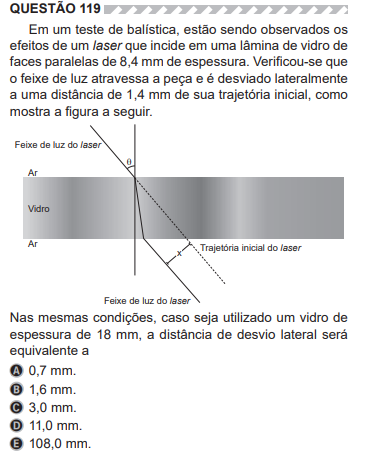 QUESTÃO 119
Em um teste de balística, estão sendo observados os
efeitos de um laser que incide em uma lâmina de vidro de
faces paralelas de 8,4 mm de espessura. Verificou-se que
o feixe de luz atravessa a peça e é desviado lateralmente
a uma distância de 1,4 mm de sua trajetória inicial, como
mostra a figura a seguir.
Feixe de luz do laser
θ
Ar
Vidro
Ar
x
Trajetória inicial do laser
Feixe de luz do laser
Nas mesmas condições, caso seja utilizado um vidro de
espessura de 18 mm, a distância de desvio lateral será
equivalente a
A 0,7 mm.
B 1,6 mm.
C 3,0 mm.
D 11,0 mm.
E 108,0 mm.